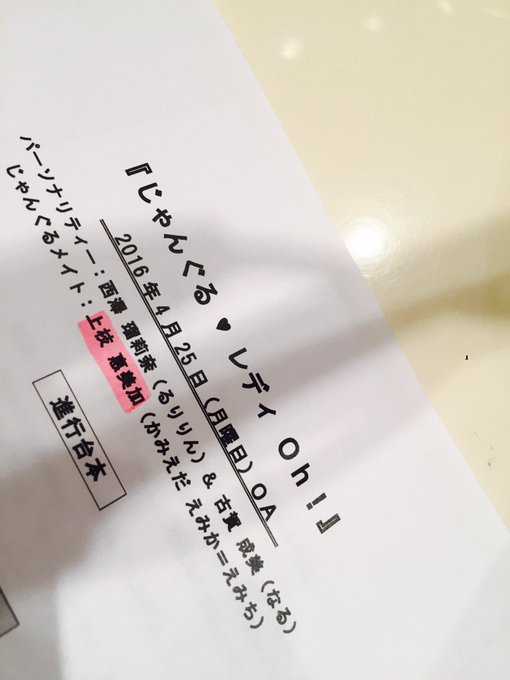 『じゃんぐる♥レディ Oh！』
2016年4月25日（月曜日）OA
パーソナリティー：西澤 瑠莉奈（るりりん）& 古賀 成美（なる）
じゃんぐるメイト：上枝 恵美加（かみえだ えみか＝えみち）
進行台本